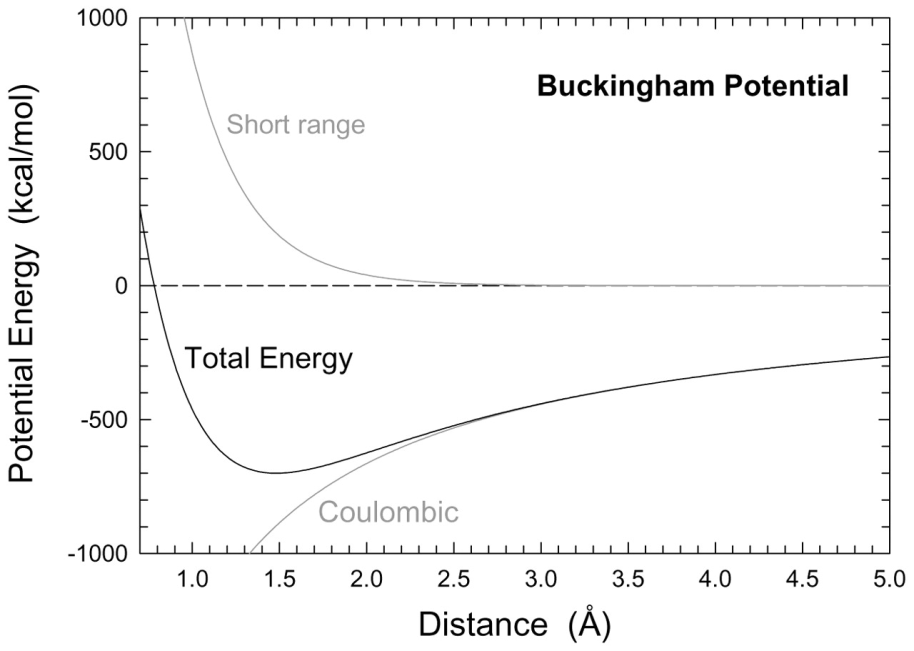 Buckingham Potential
Short range
Total Energy
Coulombic
Potential Energy (kcal/mol)
1000
500
0
-500
-1000
1.0 1.5 2.0 2.5 3.0 3.5 4.0 4.5 5.0
Distance (Å)